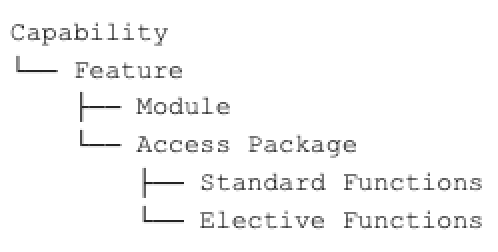 Capability
└── Feature
    ├── Module
    └── Access Package
        ├── Standard Functions
        └── Elective Functions